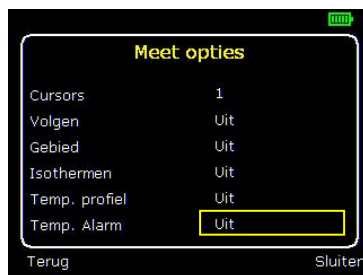 Meet opties
Cursors 1
Volgen Uit
Gebied Uit
Isothermen Uit
Temp. profiel Uit
Temp. Alarm Uit
Terug Sluiten